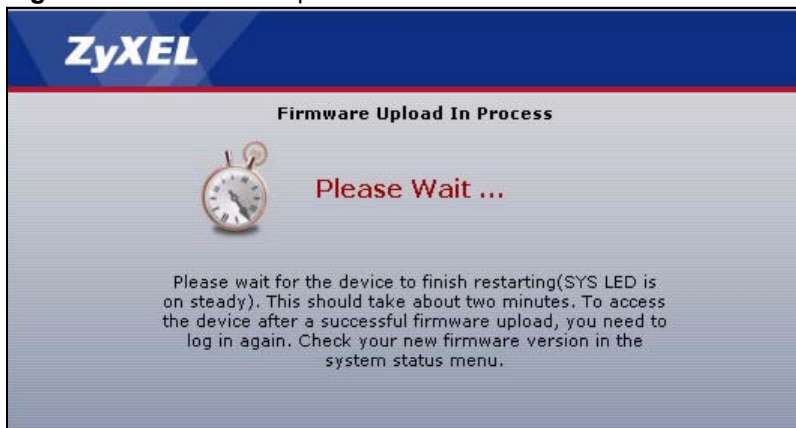 ZyXEL
Firmware Upload In Process
Please Wait ...
Please wait for the device to finish restarting(SYS LED is
on steady). This should take about two minutes. To access
the device after a successful firmware upload, you need to
log in again. Check your new firmware version in the
system status menu.